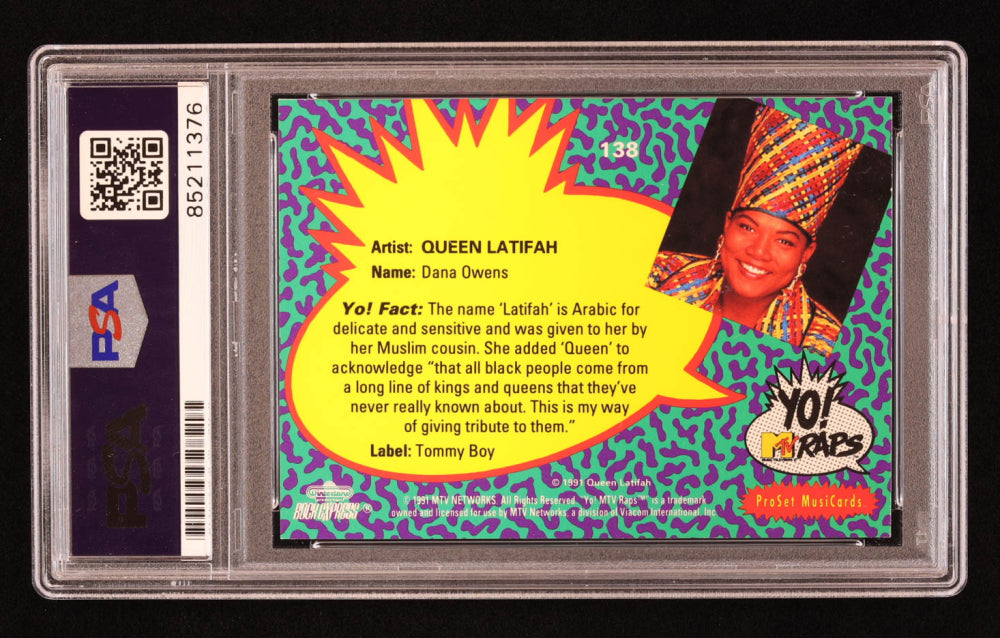 85211376
PSA
PSA
138
Artist: QUEEN LATIFAH
Name: Dana Owens
Yo! Fact: The name ‘Latifah’ is Arabic for
delicate and sensitive and was given to her by
her Muslim cousin. She added ‘Queen’ to
acknowledge “that all black people come from
a long line of kings and queens that they’ve
never really known about. This is my way
of giving tribute to them.”
Label: Tommy Boy
YO!
MTV RAPS
ProSet MusiCards
© 1991 Queen Latifah
© 1991 MTV NETWORKS. All Rights Reserved. Yo! MTV Raps™ is a trademark
owned and licensed for use by MTV Networks, a division of Viacom International, Inc.
Winterland
ROCK EXPRESS®